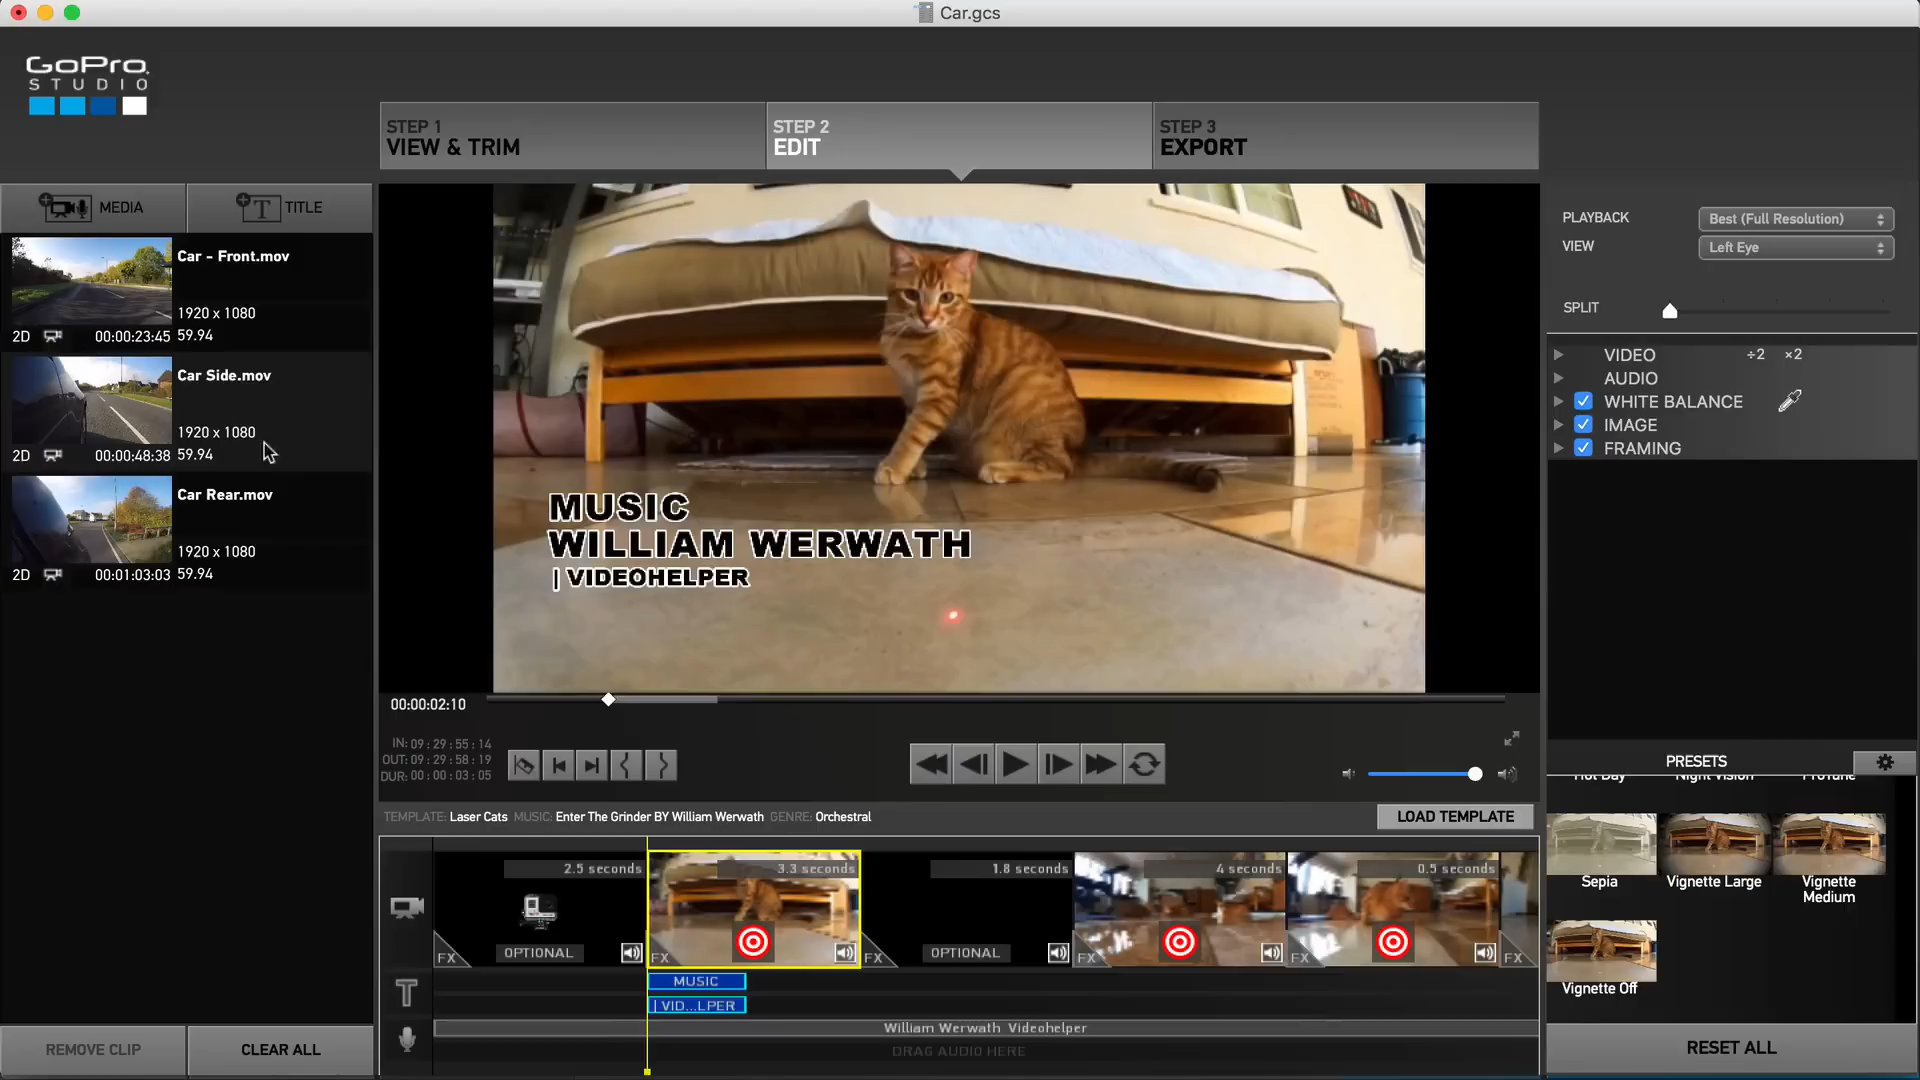 Car.gcs
GoPro.
STUDIO
STEP 1
VIEW & TRIM
STEP 2
EDIT
STEP 3
EXPORT
MEDIA
TITLE
Car - Front.mov
1920 x 1080
2D 00:00:23:45 59.94
Car Side.mov
1920 x 1080
2D 00:00:48:38 59.94
Car Rear.mov
1920 x 1080
2D 00:01:03:03 59.94
REMOVE CLIP
CLEAR ALL
MUSIC
WILLIAM WERWATH
| VIDEOHELPER
00:00:02:10
IN: 09:29:55:14
OUT: 09:29:58:19
DUR: 00:00:03:05
TEMPLATE: Laser Cats MUSIC: Enter The Grinder BY William Werwath GENRE: Orchestral
LOAD TEMPLATE
2.5 seconds
3.3 seconds
1.8 seconds
4 seconds
0.5 seconds
FX OPTIONAL
FX
FX OPTIONAL
FX
FX
FX
T
MUSIC
| VID...LPER
William Werwath Videohelper
DRAG AUDIO HERE
PLAYBACK Best (Full Resolution)
VIEW Left Eye
SPLIT
VIDEO ÷2 ×2
AUDIO
WHITE BALANCE
IMAGE
FRAMING
PRESETS
Hot Day
Night Vision
ProTune
Sepia
Vignette Large
Vignette Medium
Vignette Off
RESET ALL